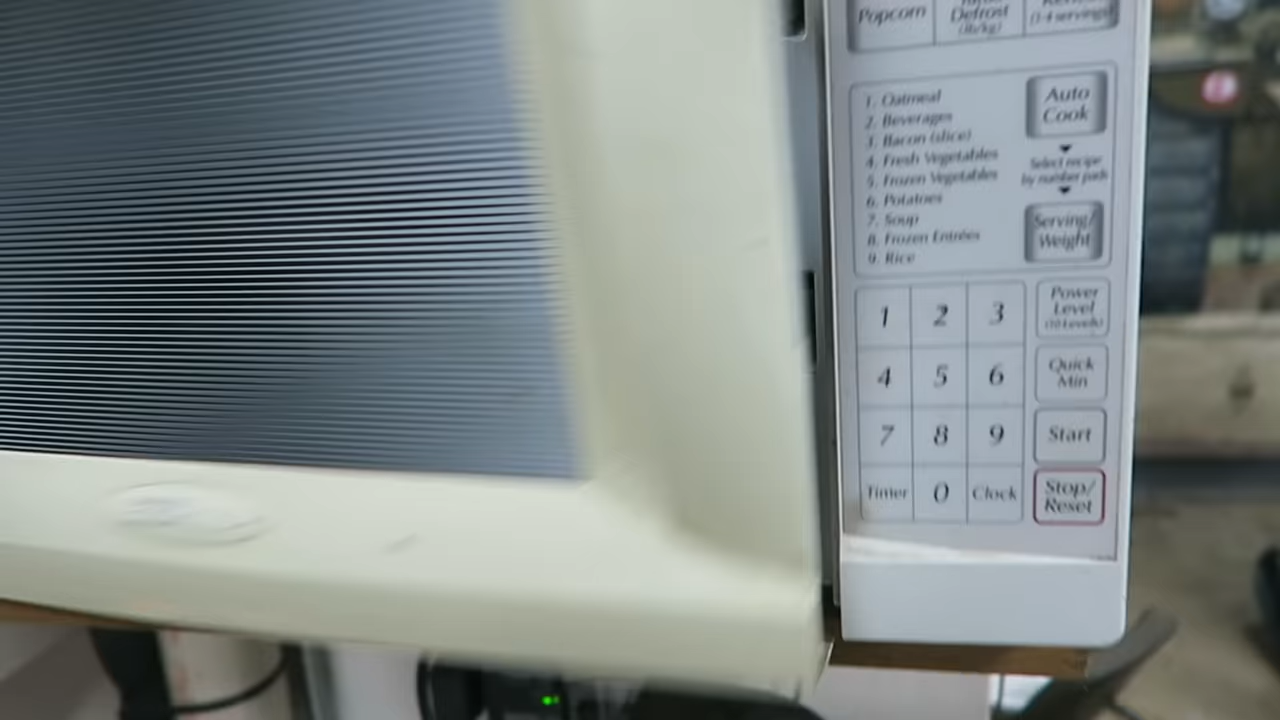 Popcorn
Defrost
(lb/kg)
(1-4 servings)
Auto
Cook
1. Oatmeal
2. Beverages
3. Bacon (slice)
4. Fresh Vegetables
5. Frozen Vegetables
6. Potatoes
7. Soup
8. Frozen Entrées
9. Rice
Select recipe
by number pads
Serving/
Weight
1 2 3
Power
Level
(10 Levels)
4 5 6
Quick
Min
7 8 9
Start
Timer 0 Clock
Stop/
Reset